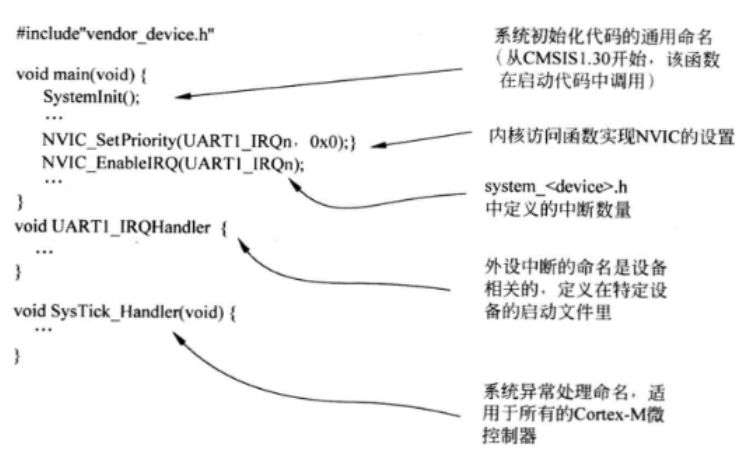 #include"vendor_device.h"
void main(void) {
SystemInit();
…
NVIC_SetPriority(UART1_IRQn，0x0);}
NVIC_EnableIRQ(UART1_IRQn);
…
}
void UART1_IRQHandler {
…
}
void SysTick_Handler(void) {
…
}
系统初始化代码的通用命名
（从CMSIS1.30开始，该函数
在启动代码中调用）
内核访问函数实现NVIC的设置
system_<device>.h
中定义的中断数量
外设中断的命名是设备
相关的，定义在特定设
备的启动文件里
系统异常处理命名，适
用于所有的Cortex-M微
控制器